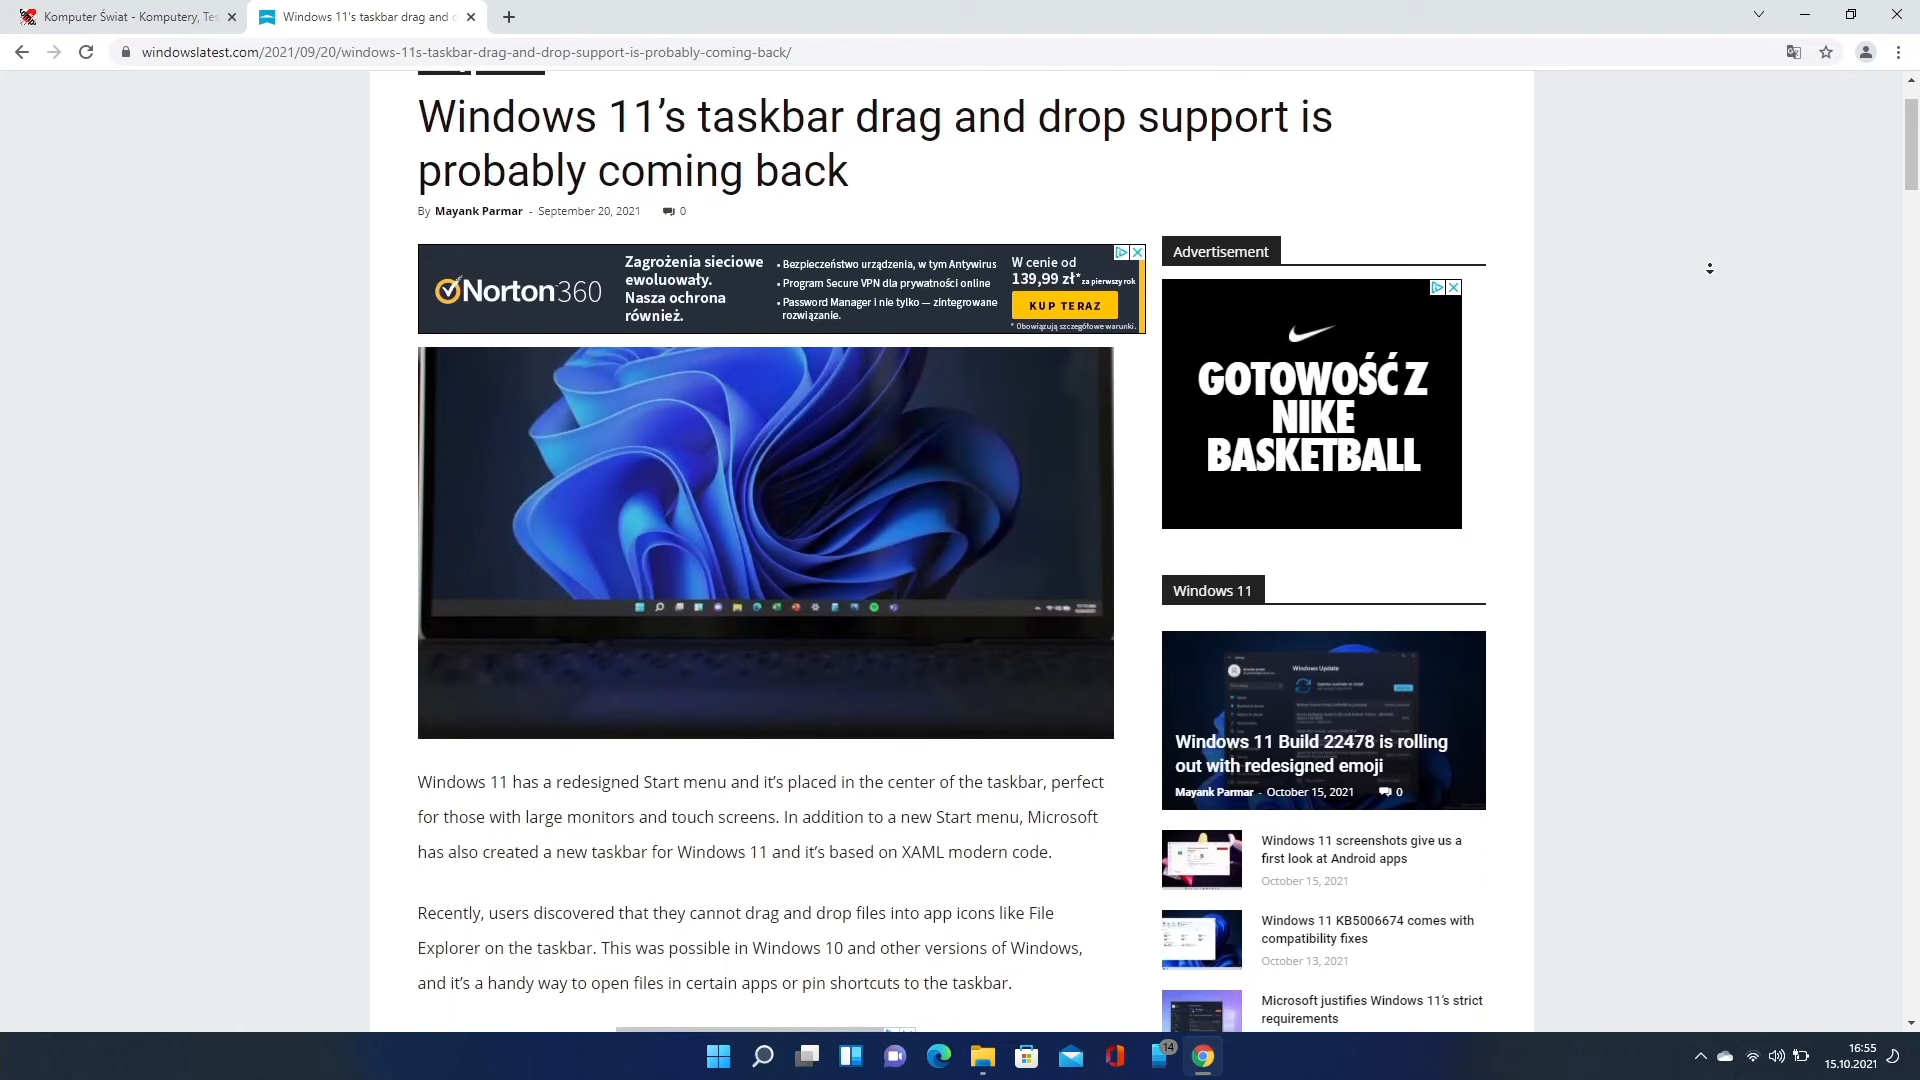 Komputer Świat - Komputery, Tes
Windows 11's taskbar drag and d
windowslatest.com/2021/09/20/windows-11s-taskbar-drag-and-drop-support-is-probably-coming-back/
Windows 11’s taskbar drag and drop support is
probably coming back
By Mayank Parmar - September 20, 2021 0
Norton 360
Zagrożenia sieciowe
ewoluowały.
Nasza ochrona
również.
• Bezpieczeństwo urządzenia, w tym Antywirus
• Program Secure VPN dla prywatności online
• Password Manager i nie tylko — zintegrowane
rozwiązanie.
W cenie od
139,99 zł* za pierwszy rok
KUP TERAZ
* Obowiązują szczegółowe warunki.
Advertisement
GOTOWOŚĆ Z
NIKE
BASKETBALL
Windows 11
Windows Update
Windows 11 Build 22478 is rolling
out with redesigned emoji
Mayank Parmar - October 15, 2021 0
Windows 11 has a redesigned Start menu and it’s placed in the center of the taskbar, perfect
for those with large monitors and touch screens. In addition to a new Start menu, Microsoft
has also created a new taskbar for Windows 11 and it’s based on XAML modern code.
Recently, users discovered that they cannot drag and drop files into app icons like File
Explorer on the taskbar. This was possible in Windows 10 and other versions of Windows,
and it’s a handy way to open files in certain apps or pin shortcuts to the taskbar.
Windows 11 screenshots give us a
first look at Android apps
October 15, 2021
Windows 11 KB5006674 comes with
compatibility fixes
October 13, 2021
Microsoft justifies Windows 11’s strict
requirements
14
16:55
15.10.2021